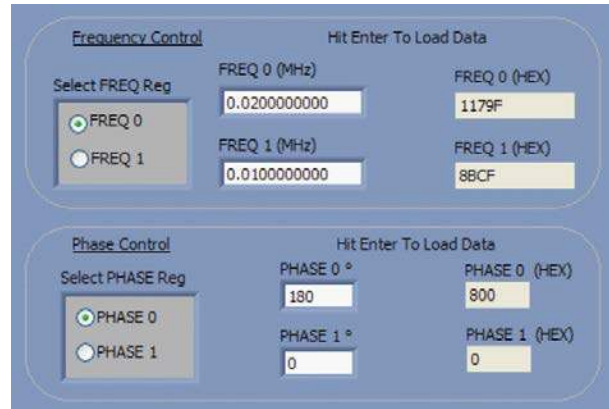 Frequency Control Hit Enter To Load Data
Select FREQ Reg FREQ 0 (MHz) FREQ 0 (HEX)
FREQ 0 0.0200000000 1179F
FREQ 1 FREQ 1 (MHz) FREQ 1 (HEX)
0.0100000000 8BCF
Phase Control Hit Enter To Load Data
Select PHASE Reg PHASE 0 º PHASE 0 (HEX)
PHASE 0 180 800
PHASE 1 PHASE 1 º PHASE 1 (HEX)
0 0